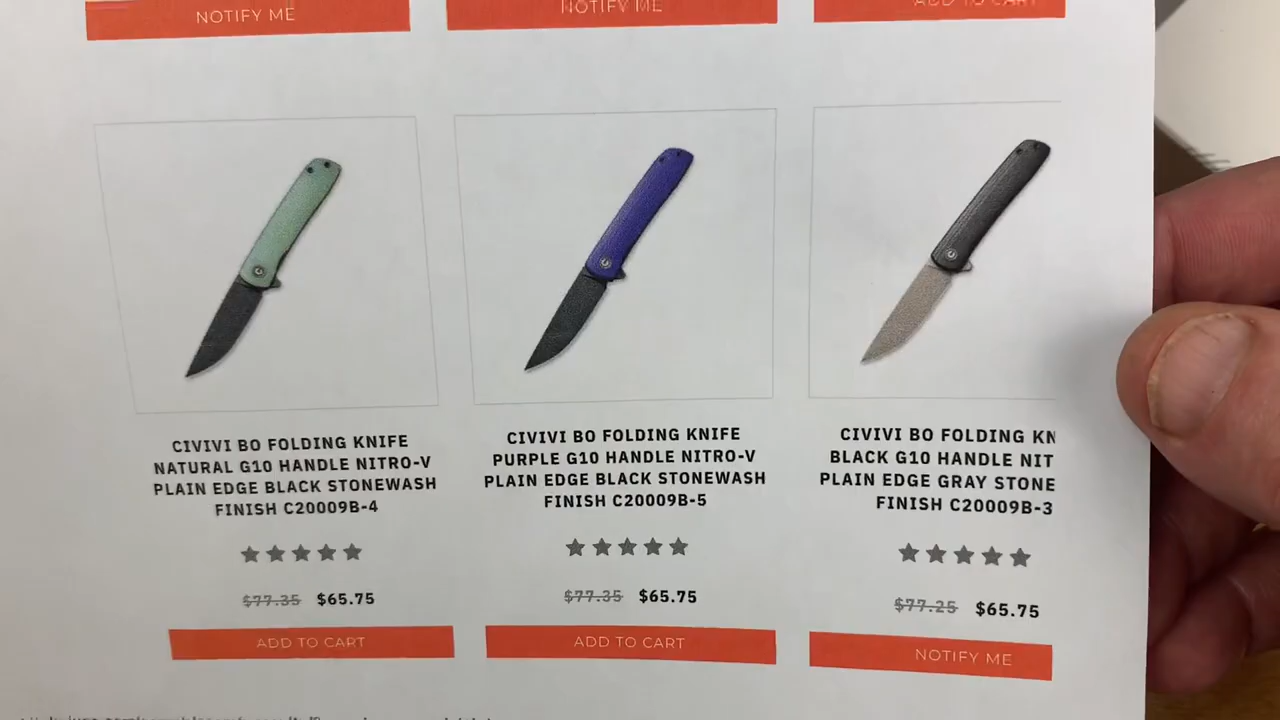 NOTIFY ME
NOTIFY ME
ADD TO CART
CIVIVI BO FOLDING KNIFE
NATURAL G10 HANDLE NITRO-V
PLAIN EDGE BLACK STONEWASH
FINISH C20009B-4
$77.35 $65.75
ADD TO CART
CIVIVI BO FOLDING KNIFE
PURPLE G10 HANDLE NITRO-V
PLAIN EDGE BLACK STONEWASH
FINISH C20009B-5
$77.35 $65.75
ADD TO CART
CIVIVI BO FOLDING KN
BLACK G10 HANDLE NIT
PLAIN EDGE GRAY STONE
FINISH C20009B-3
$77.25 $65.75
NOTIFY ME